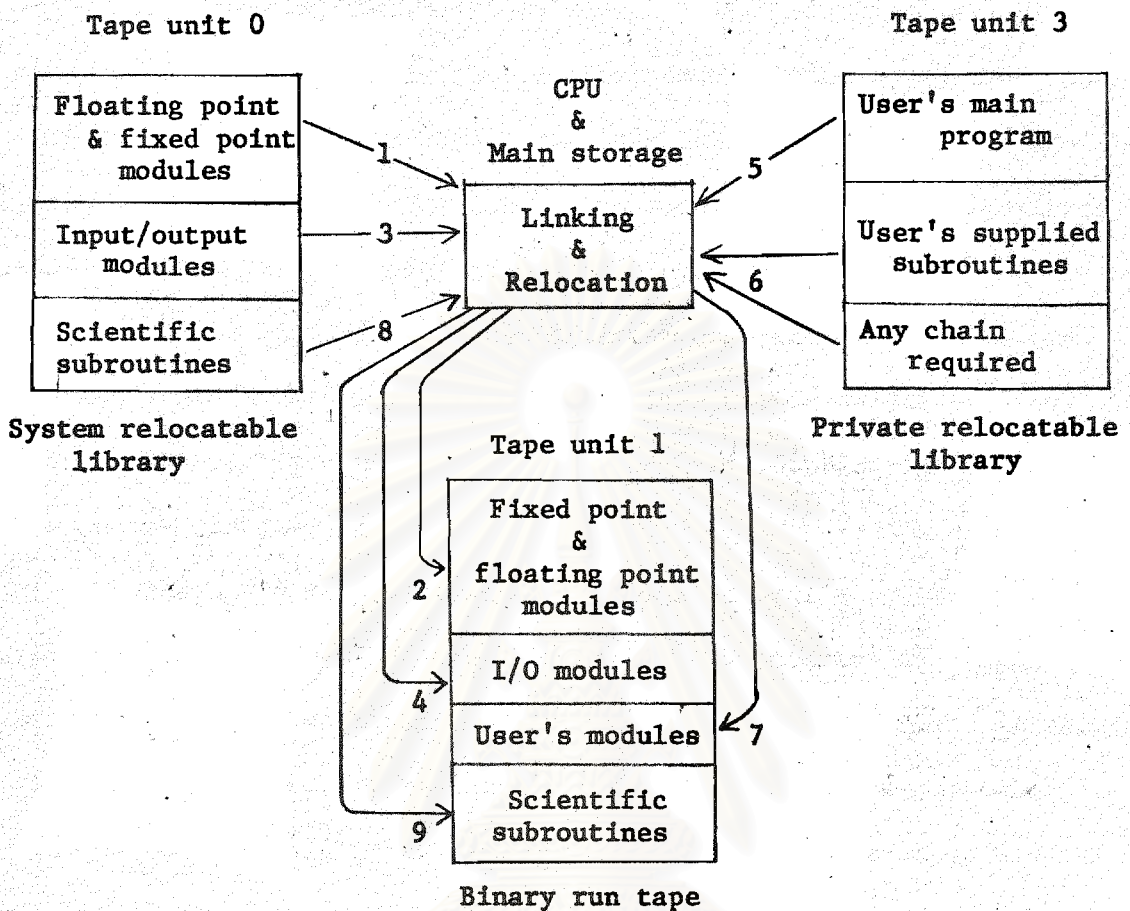 Tape unit 0
Floating point
& fixed point
modules
Input/output
modules
Scientific
subroutines
System relocatable
library
1
3
8
CPU
&
Main storage
Linking
&
Relocation
Tape unit 3
User's main
program
User's supplied
subroutines
Any chain
required
Private relocatable
library
5
6
Tape unit 1
Fixed point
&
floating point
modules
I/O modules
User's modules
Scientific
subroutines
2
4
7
9
Binary run tape